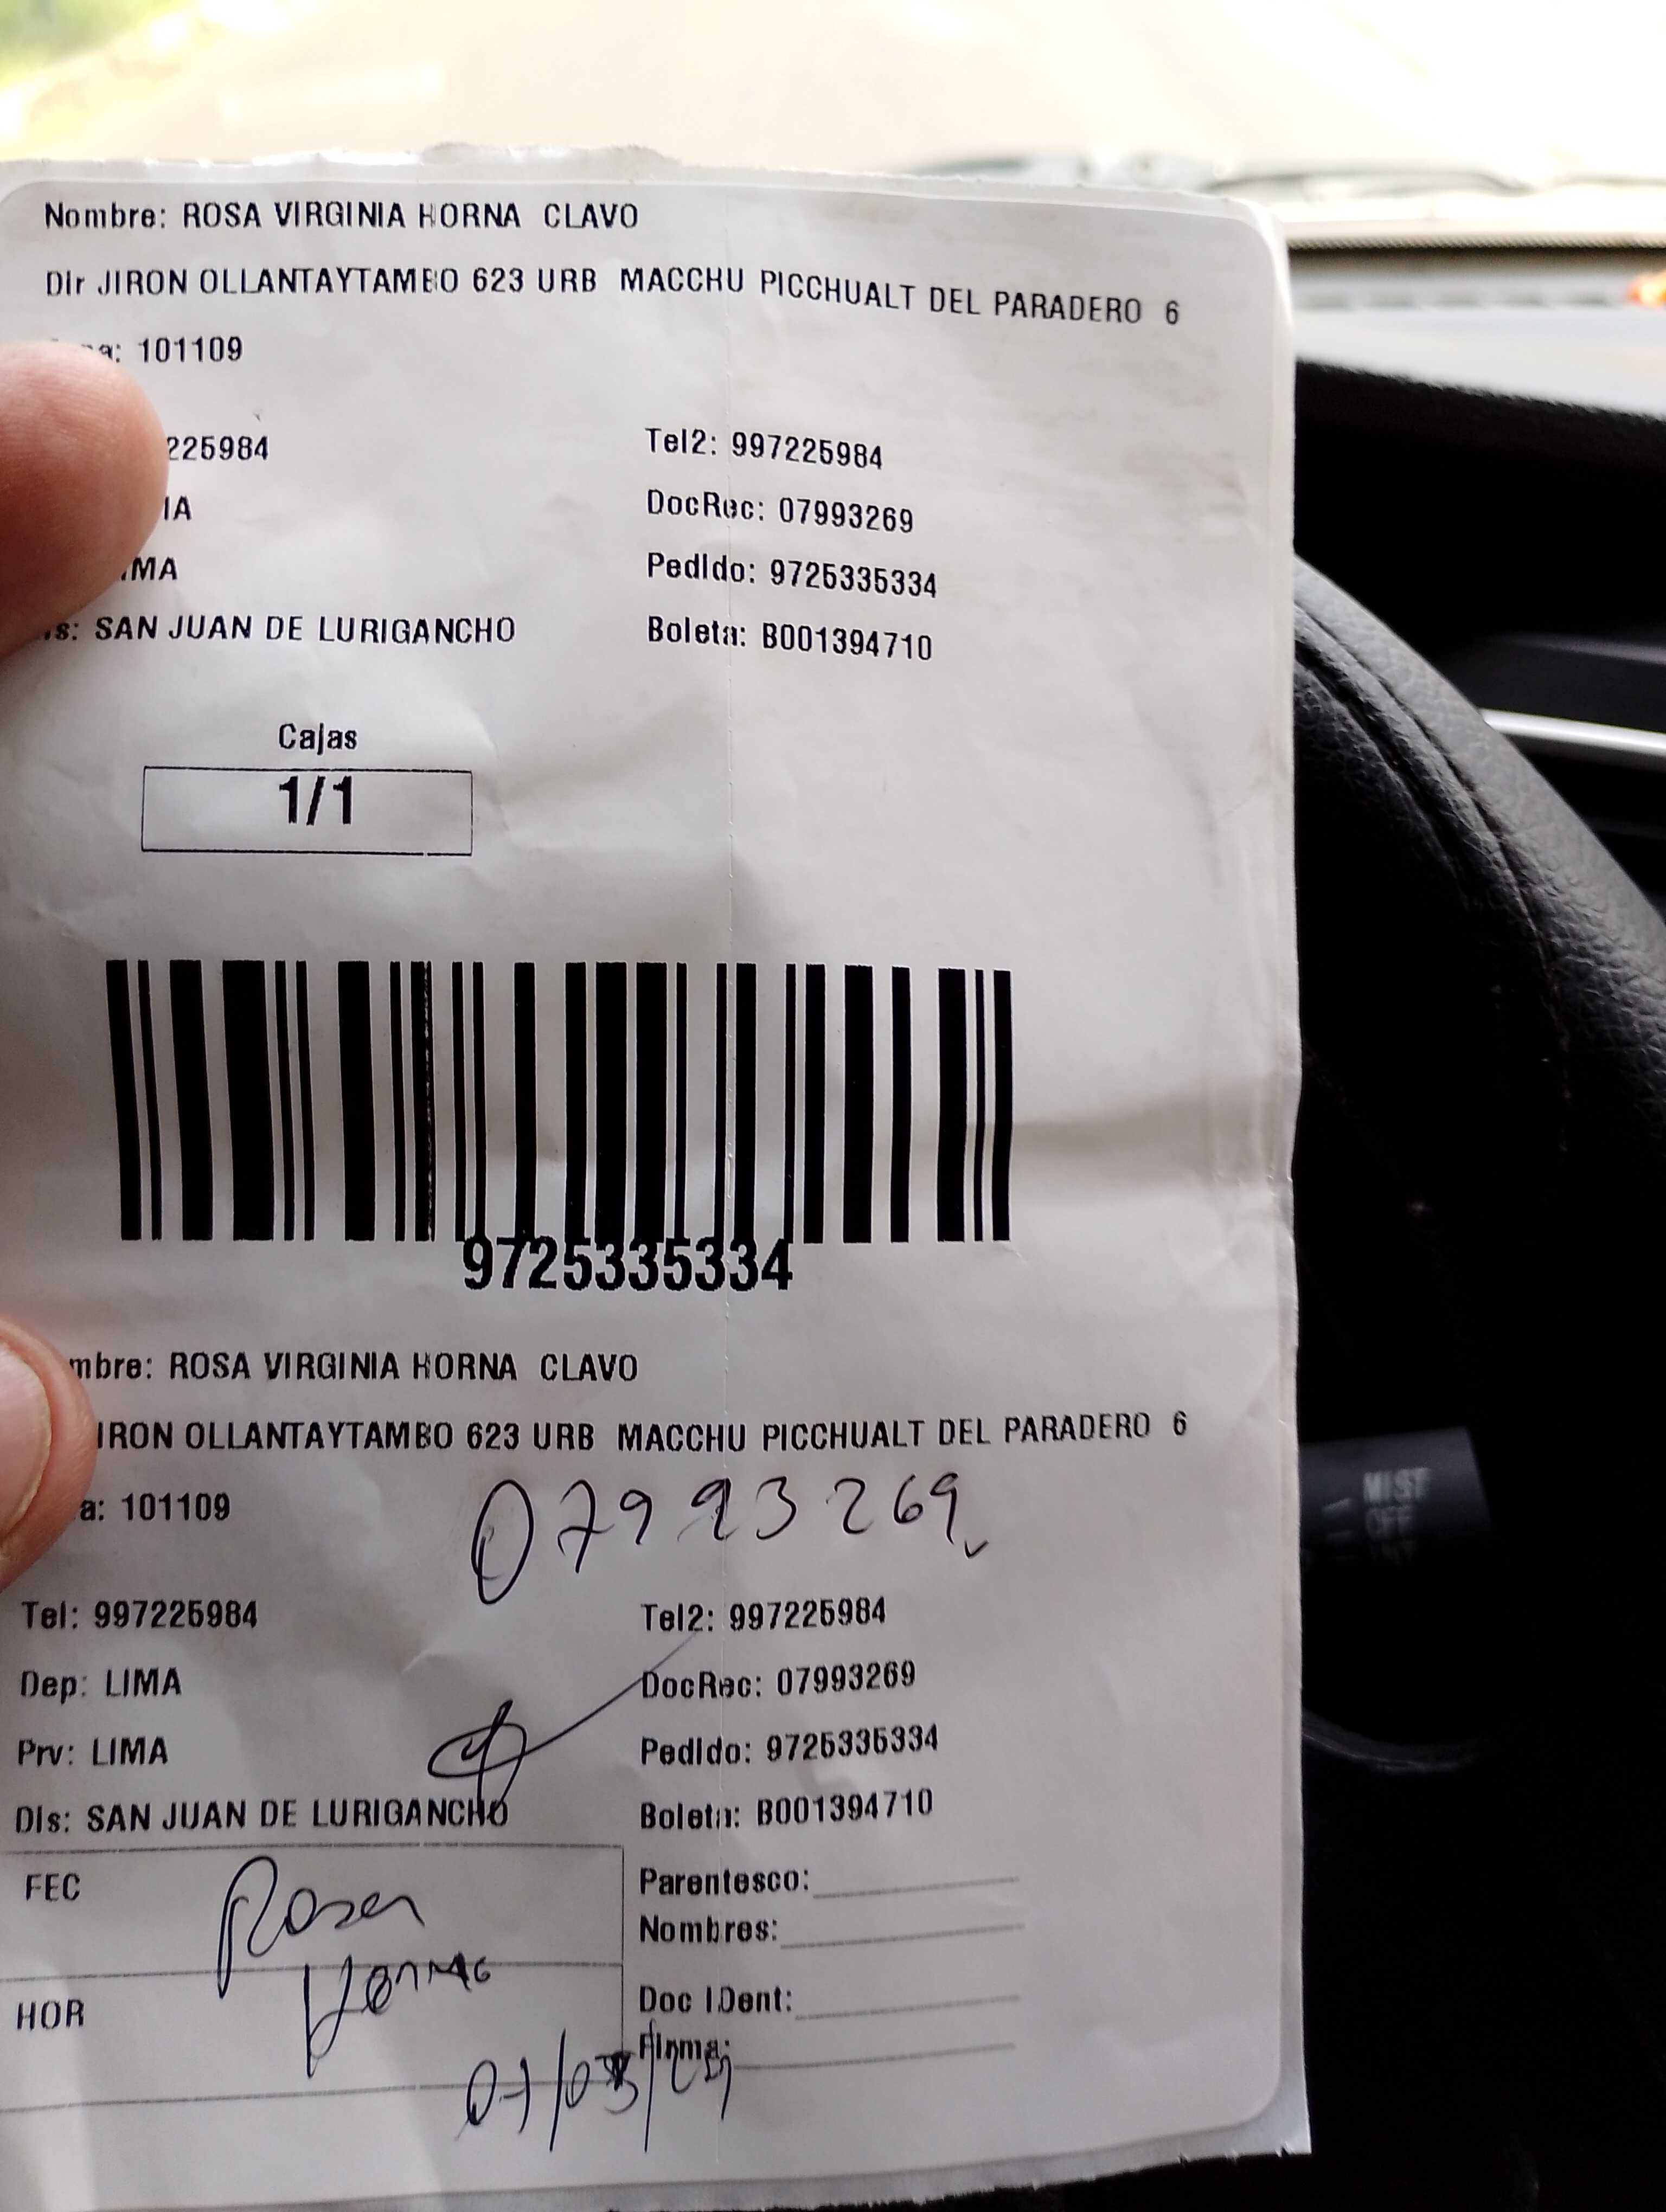 Nombre: ROSA VIRGINIA HORNA CLAVO
Dir JIRON OLLANTAYTAMBO 623 URB MACCHU PICCHUALT DEL PARADERO 6
a: 101109
225984 Tel2: 997225984
IA DocRec: 07993269
MA Pedido: 9725335334
s: SAN JUAN DE LURIGANCHO Boleta: B001394710
Cajas
1/1
9725335334
mbre: ROSA VIRGINIA HORNA CLAVO
IRON OLLANTAYTAMBO 623 URB MACCHU PICCHUALT DEL PARADERO 6
a: 101109 07993269
Tel: 997225984 Tel2: 997225984
Dep: LIMA DocRec: 07993269
Prv: LIMA Pedido: 9725335334
Dis: SAN JUAN DE LURIGANCHO Boleta: B001394710
FEC Rosa Parentesco:
Horna Nombres:
HOR Doc I.Dent:
Firma:
MIST
OFF